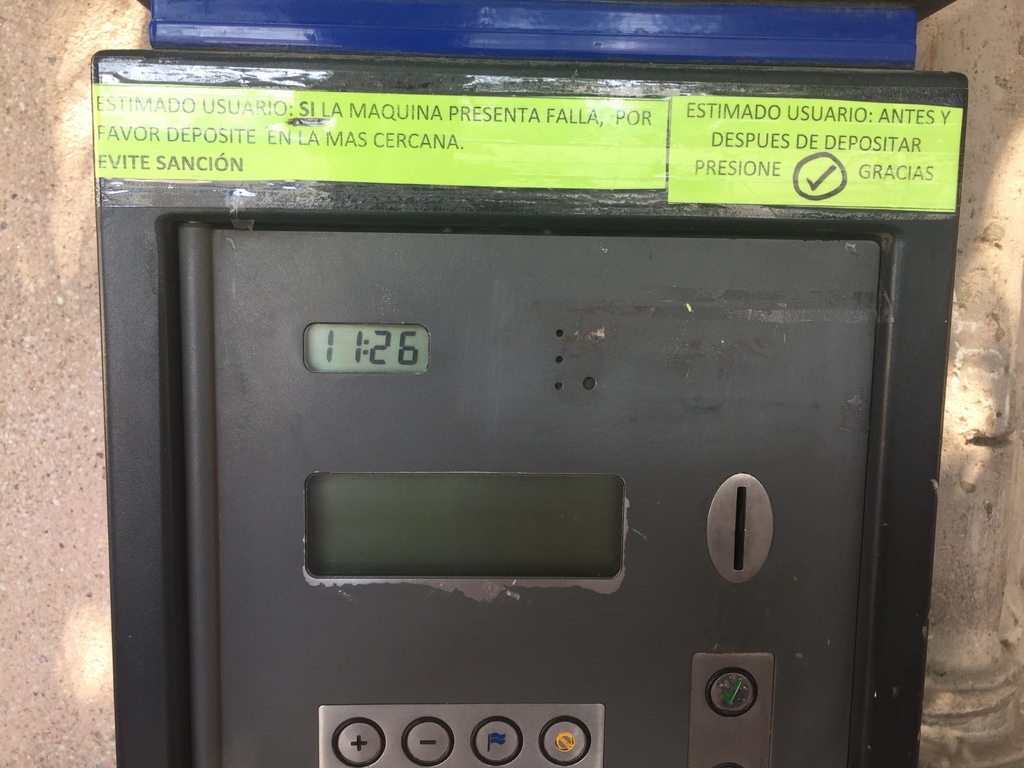 ESTIMADO USUARIO: SI LA MAQUINA PRESENTA FALLA, POR
FAVOR DEPOSITE EN LA MAS CERCANA.
EVITE SANCIÓN
ESTIMADO USUARIO: ANTES Y
DESPUES DE DEPOSITAR
PRESIONE ✓ GRACIAS
11:26
+ −